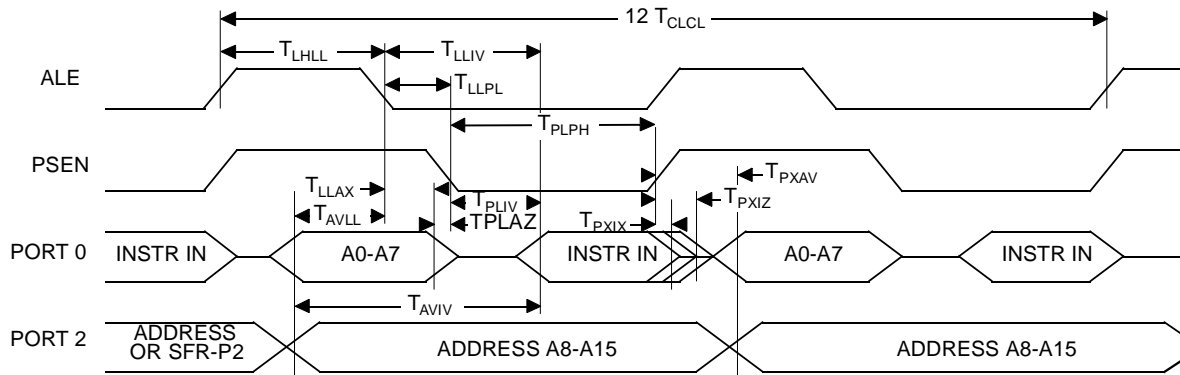 12 TCLCL
TLHLL TLLIV
ALE
TLLPL
TPLPH
PSEN
TLLAX TPXAV
TPLIV TPXIZ
TAVLL TPLAZ TPXIX
PORT 0 INSTR IN A0-A7 INSTR IN A0-A7 INSTR IN
TAVIV
PORT 2 ADDRESS OR SFR-P2 ADDRESS A8-A15 ADDRESS A8-A15